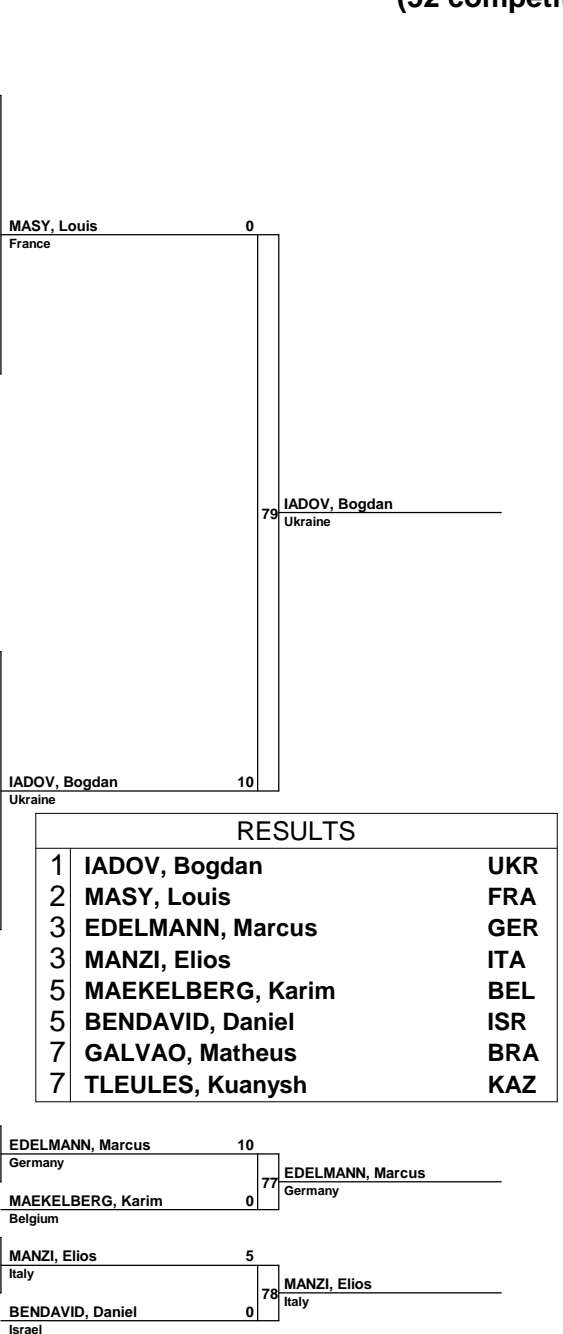 MASY, Louis 0
France
79
IADOV, Bogdan
Ukraine
IADOV, Bogdan 10
Ukraine
RESULTS
1 IADOV, Bogdan UKR
2 MASY, Louis FRA
3 EDELMANN, Marcus GER
3 MANZI, Elios ITA
5 MAEKELBERG, Karim BEL
5 BENDAVID, Daniel ISR
7 GALVAO, Matheus BRA
7 TLEULES, Kuanysh KAZ
EDELMANN, Marcus 10
Germany
77
EDELMANN, Marcus
Germany
MAEKELBERG, Karim 0
Belgium
MANZI, Elios 5
Italy
78
MANZI, Elios
Italy
BENDAVID, Daniel 0
Israel